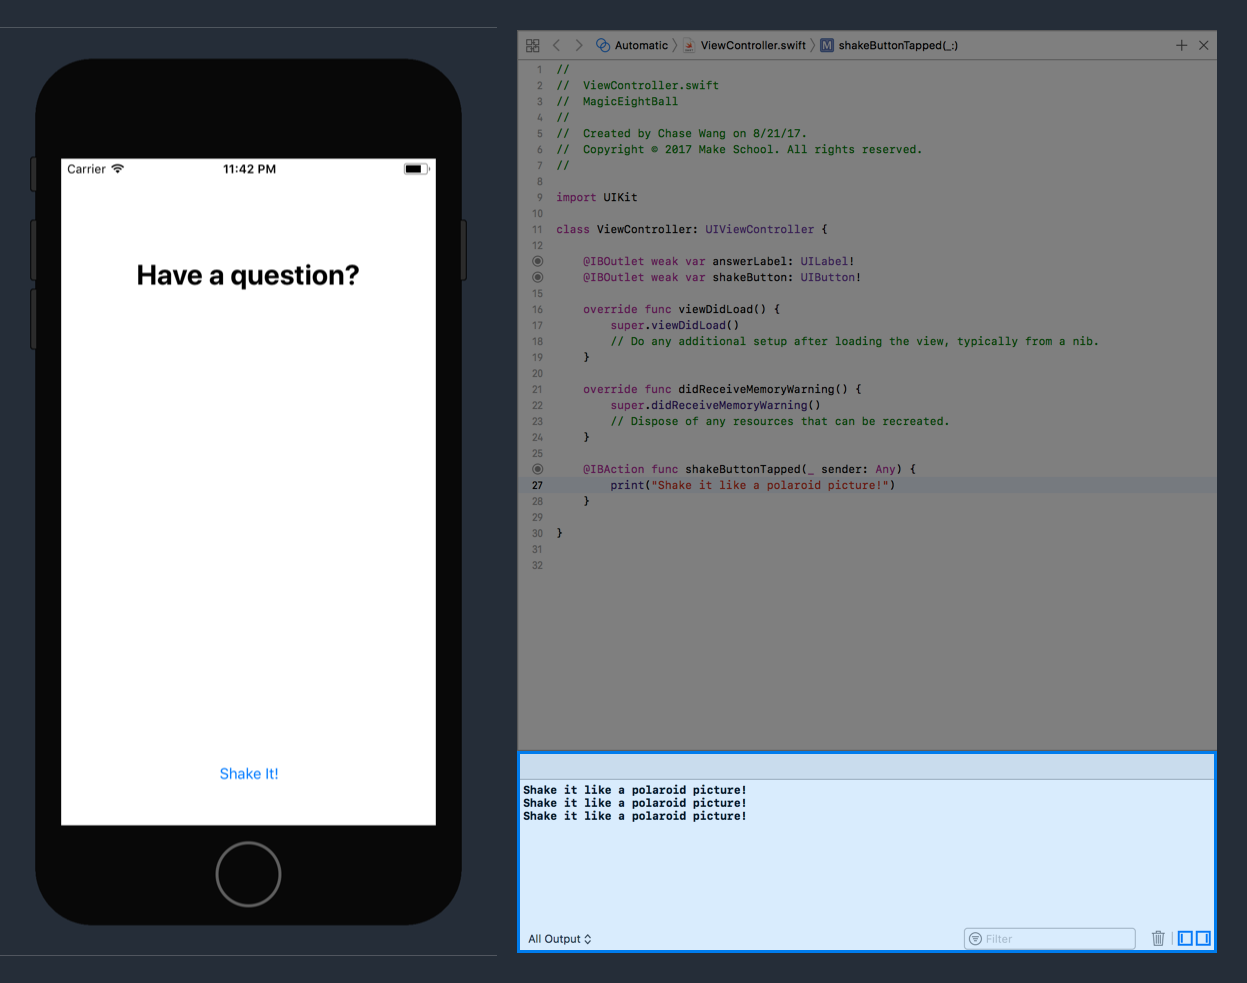 Carrier
11:42 PM
Have a question?
Shake It!
Automatic ViewController.swift M shakeButtonTapped(_:)
1 //
2 // ViewController.swift
3 // MagicEightBall
4 //
5 // Created by Chase Wang on 8/21/17.
6 // Copyright © 2017 Make School. All rights reserved.
7 //
8
9 import UIKit
10
11 class ViewController: UIViewController {
12
@IBOutlet weak var answerLabel: UILabel!
@IBOutlet weak var shakeButton: UIButton!
15
16 override func viewDidLoad() {
17 super.viewDidLoad()
18 // Do any additional setup after loading the view, typically from a nib.
19 }
20
21 override func didReceiveMemoryWarning() {
22 super.didReceiveMemoryWarning()
23 // Dispose of any resources that can be recreated.
24 }
25
@IBAction func shakeButtonTapped(_ sender: Any) {
27 print("Shake it like a polaroid picture!")
28 }
29
30 }
31
32
Shake it like a polaroid picture!
Shake it like a polaroid picture!
Shake it like a polaroid picture!
All Output
Filter